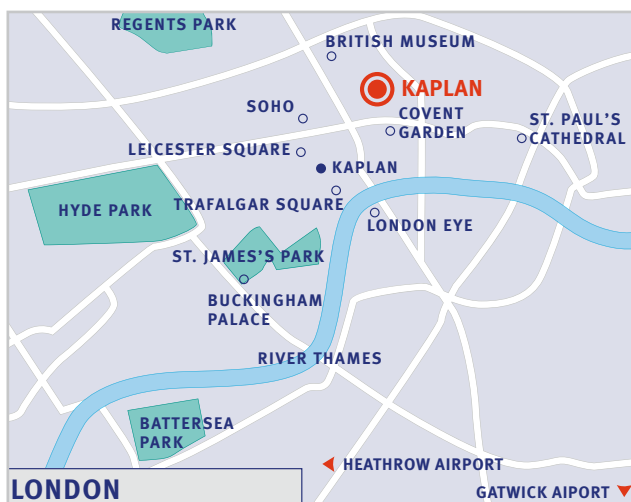 REGENTS PARK
BRITISH MUSEUM
KAPLAN
SOHO
COVENT
GARDEN
ST. PAUL'S
CATHEDRAL
LEICESTER SQUARE
KAPLAN
HYDE PARK
TRAFALGAR SQUARE
LONDON EYE
ST. JAMES'S PARK
BUCKINGHAM
PALACE
RIVER THAMES
BATTERSEA
PARK
HEATHROW AIRPORT
LONDON
GATWICK AIPORT